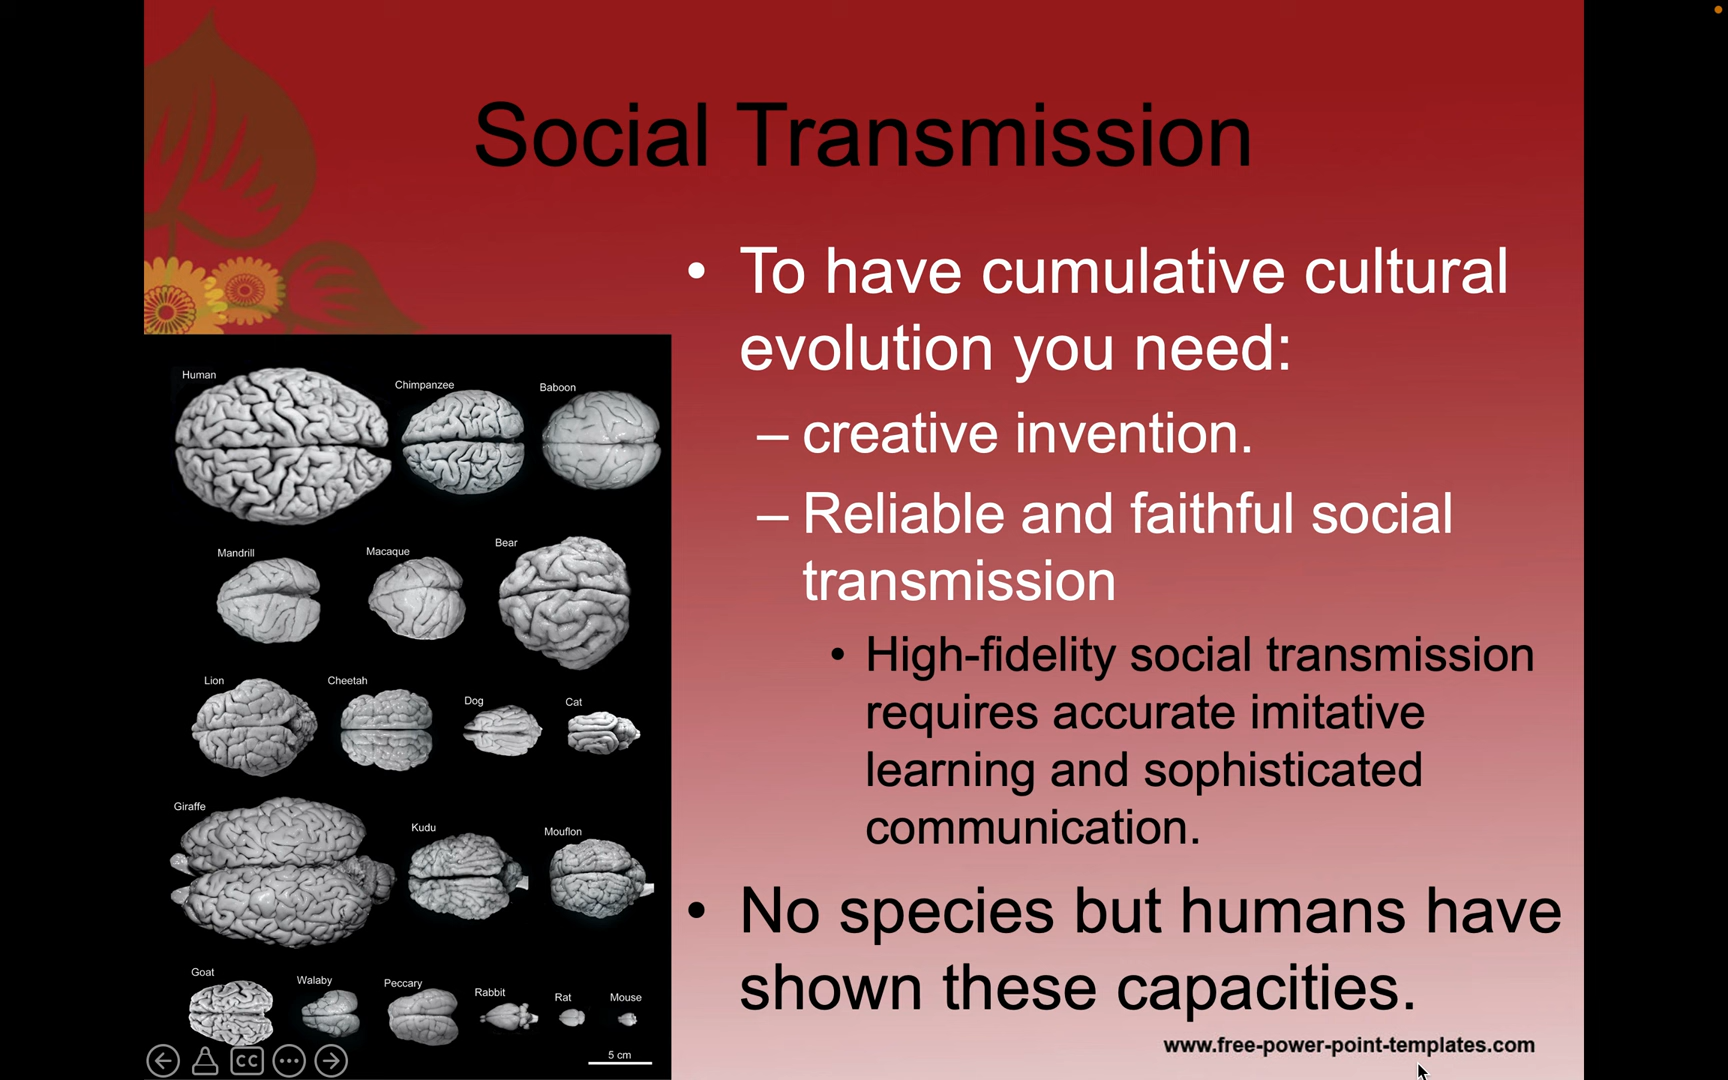 Social Transmission
• To have cumulative cultural
evolution you need:
– creative invention.
– Reliable and faithful social
transmission
• High-fidelity social transmission
requires accurate imitative
learning and sophisticated
communication.
• No species but humans have
shown these capacities.
www.free-power-point-templates.com
Human
Chimpanzee
Baboon
Mandrill
Macaque
Bear
Lion
Cheetah
Dog
Cat
Giraffe
Kudu
Mouflon
Goat
Walaby
Peccary
Rabbit
Rat
Mouse
5 cm
CC